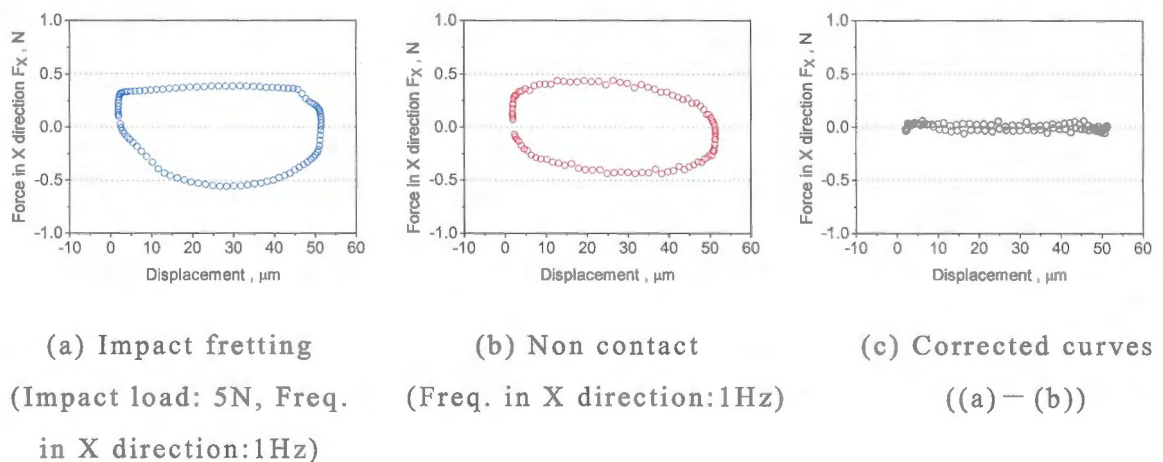 1.0
0.5
0.0
-0.5
-1.0
Force in X direction FX , N
-10 0 10 20 30 40 50 60
Displacement , μm
1.0
0.5
0.0
-0.5
-1.0
Force in X direction FX , N
-10 0 10 20 30 40 50 60
Displacement , μm
1.0
0.5
0.0
-0.5
-1.0
Force in X direction FX , N
-10 0 10 20 30 40 50 60
Displacement , μm
(a) Impact fretting
(Impact load: 5N, Freq.
in X direction:1Hz)
(b) Non contact
(Freq. in X direction:1Hz)
(c) Corrected curves
((a)－(b))